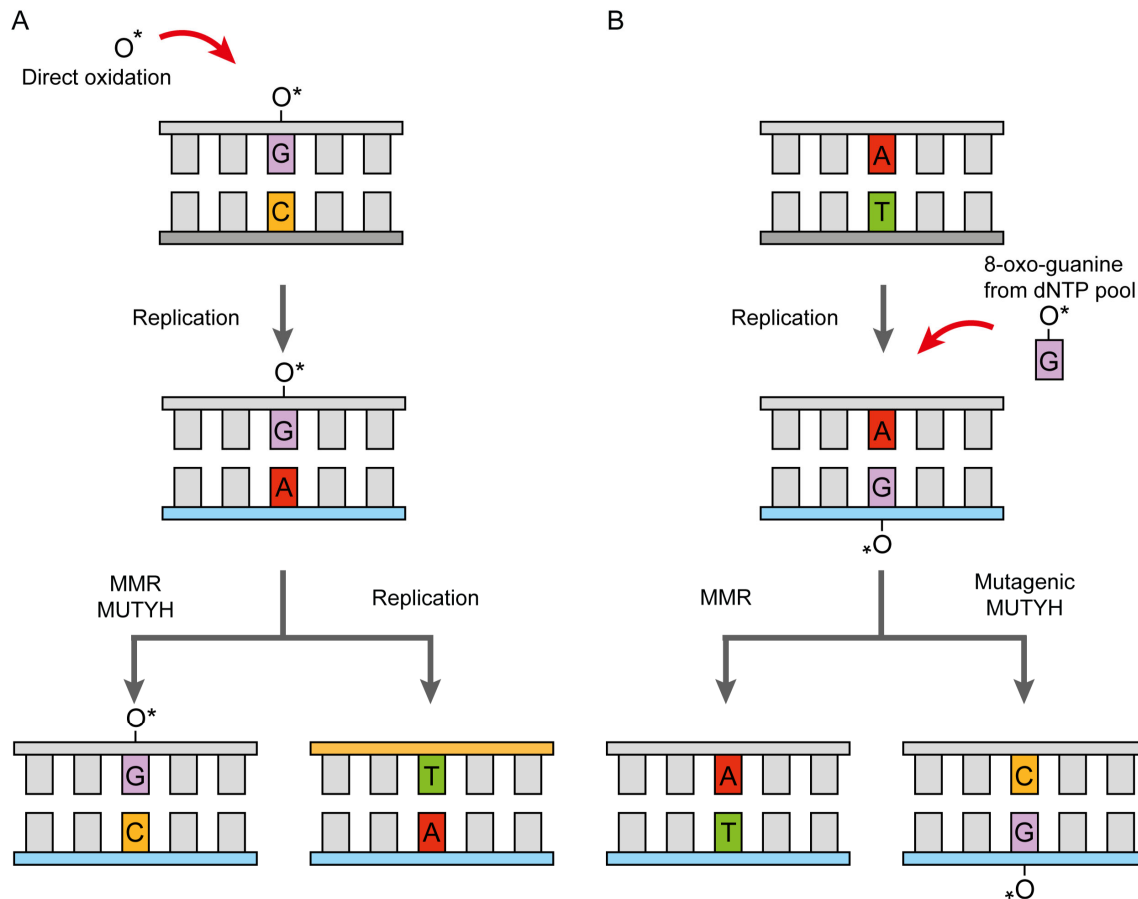 A
B
O*
Direct oxidation
O*
G
C
A
T
8-oxo-guanine
from dNTP pool
O*
G
Replication
Replication
O*
G
A
A
G
*O
MMR
MUTYH
Replication
MMR
Mutagenic
MUTYH
O*
G
C
T
A
A
T
C
G
*O